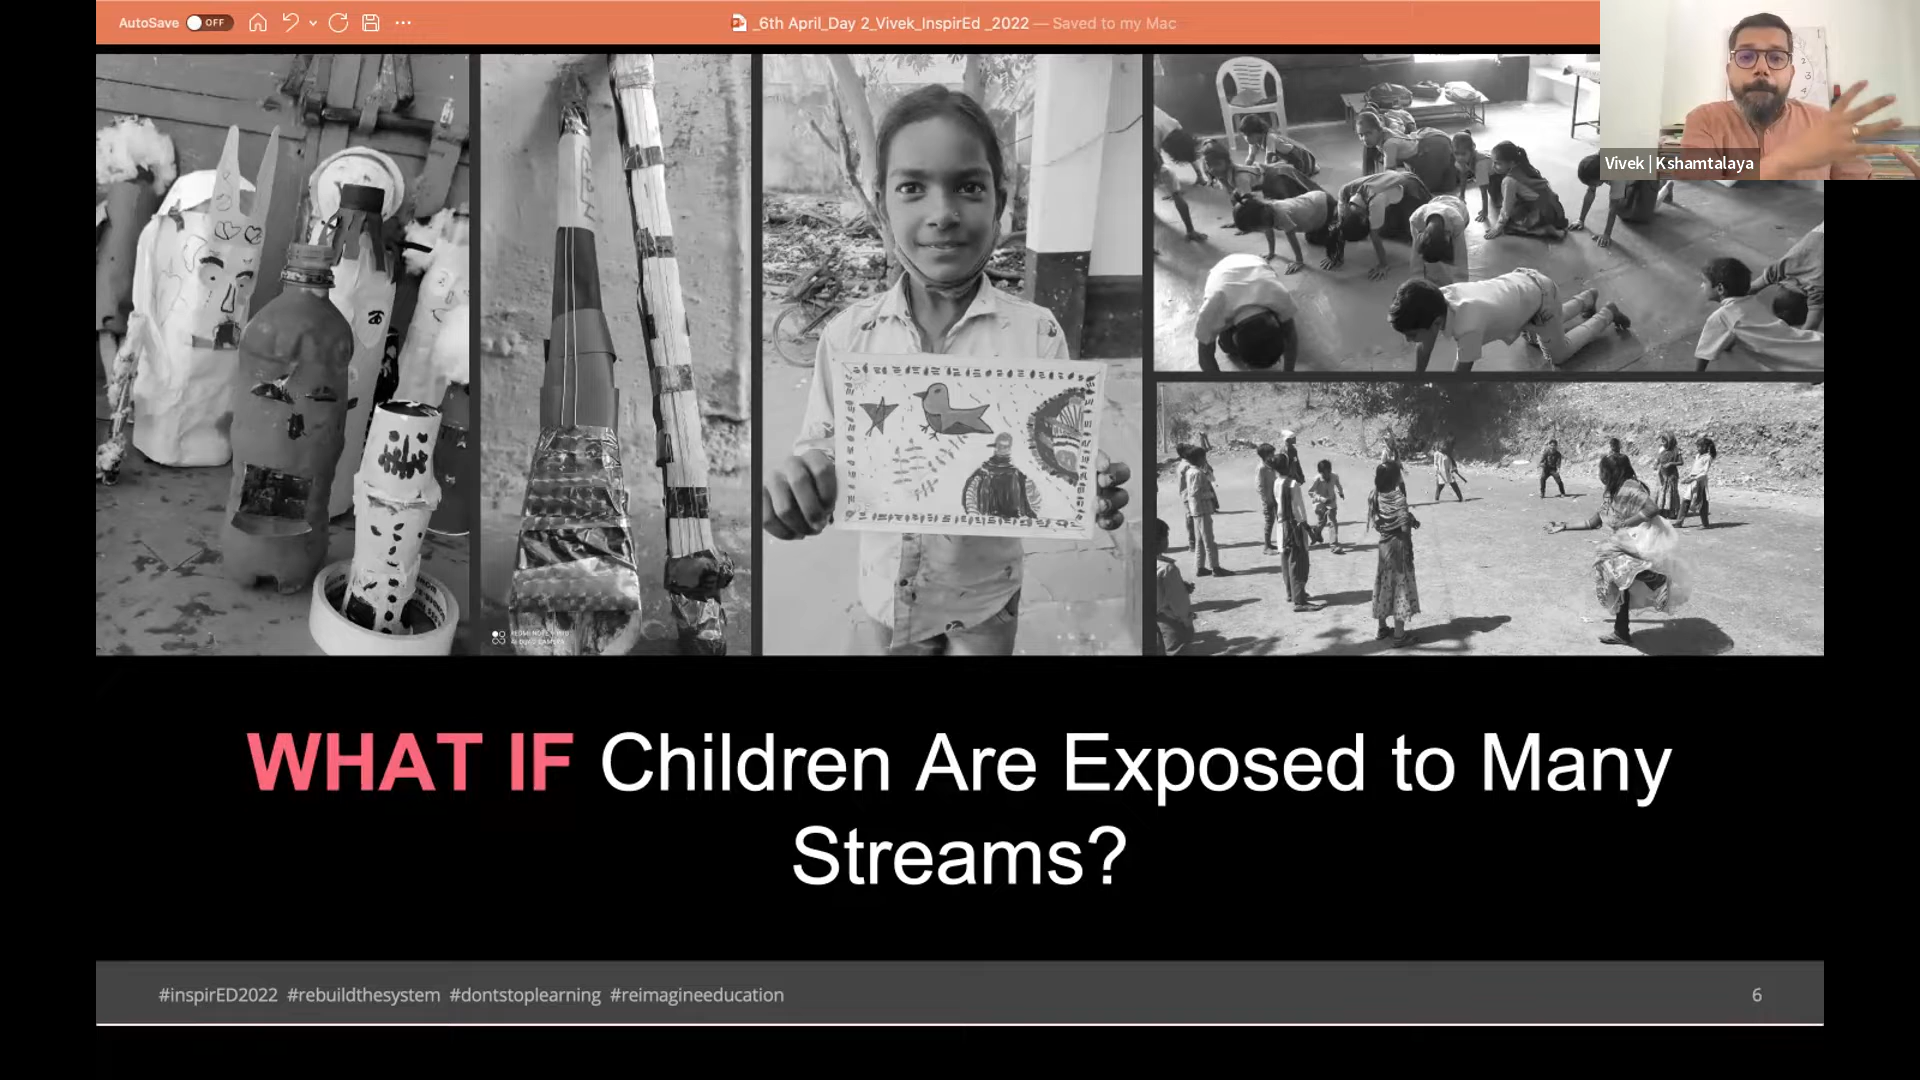 AutoSave OFF
_6th April_Day 2_Vivek_InspirEd _2022 — Saved to my Mac
Vivek | Kshamtalaya
WHAT IF Children Are Exposed to Many
Streams?
#inspirED2022 #rebuildthesystem #dontstoplearning #reimagineeducation
6